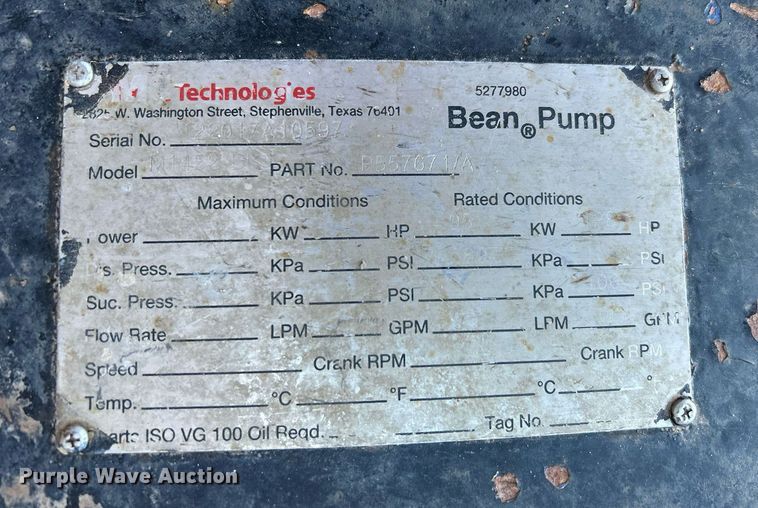 Technologies
5277980
2825 W. Washington Street, Stephenville, Texas 76401
Bean® Pump
Serial No.
Model PART No.
Maximum Conditions Rated Conditions
Power KW HP KW HP
Dis. Press. KPa PSI KPa PSI
Suc. Press. KPa PSI KPa PSI
Flow Rate LPM GPM LPM GPM
Speed Crank RPM Crank RPM
Temp. °C °F °C °
ISO VG 100 Oil Reqd. Tag No.
Purple Wave Auction